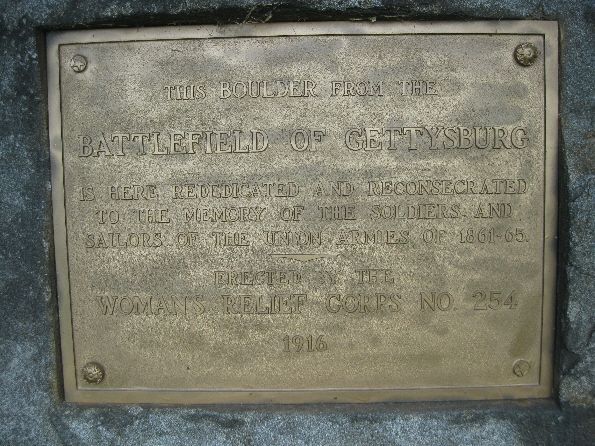 THIS BOULDER FROM THE
BATTLEFIELD OF GETTYSBURG
IS HERE REDEDICATED AND RECONSECRATED
TO THE MEMORY OF THE SOLDIERS AND
SAILORS OF THE UNION ARMIES OF 1861-65.
ERECTED BY THE
WOMANS RELIEF CORPS NO. 254
1916